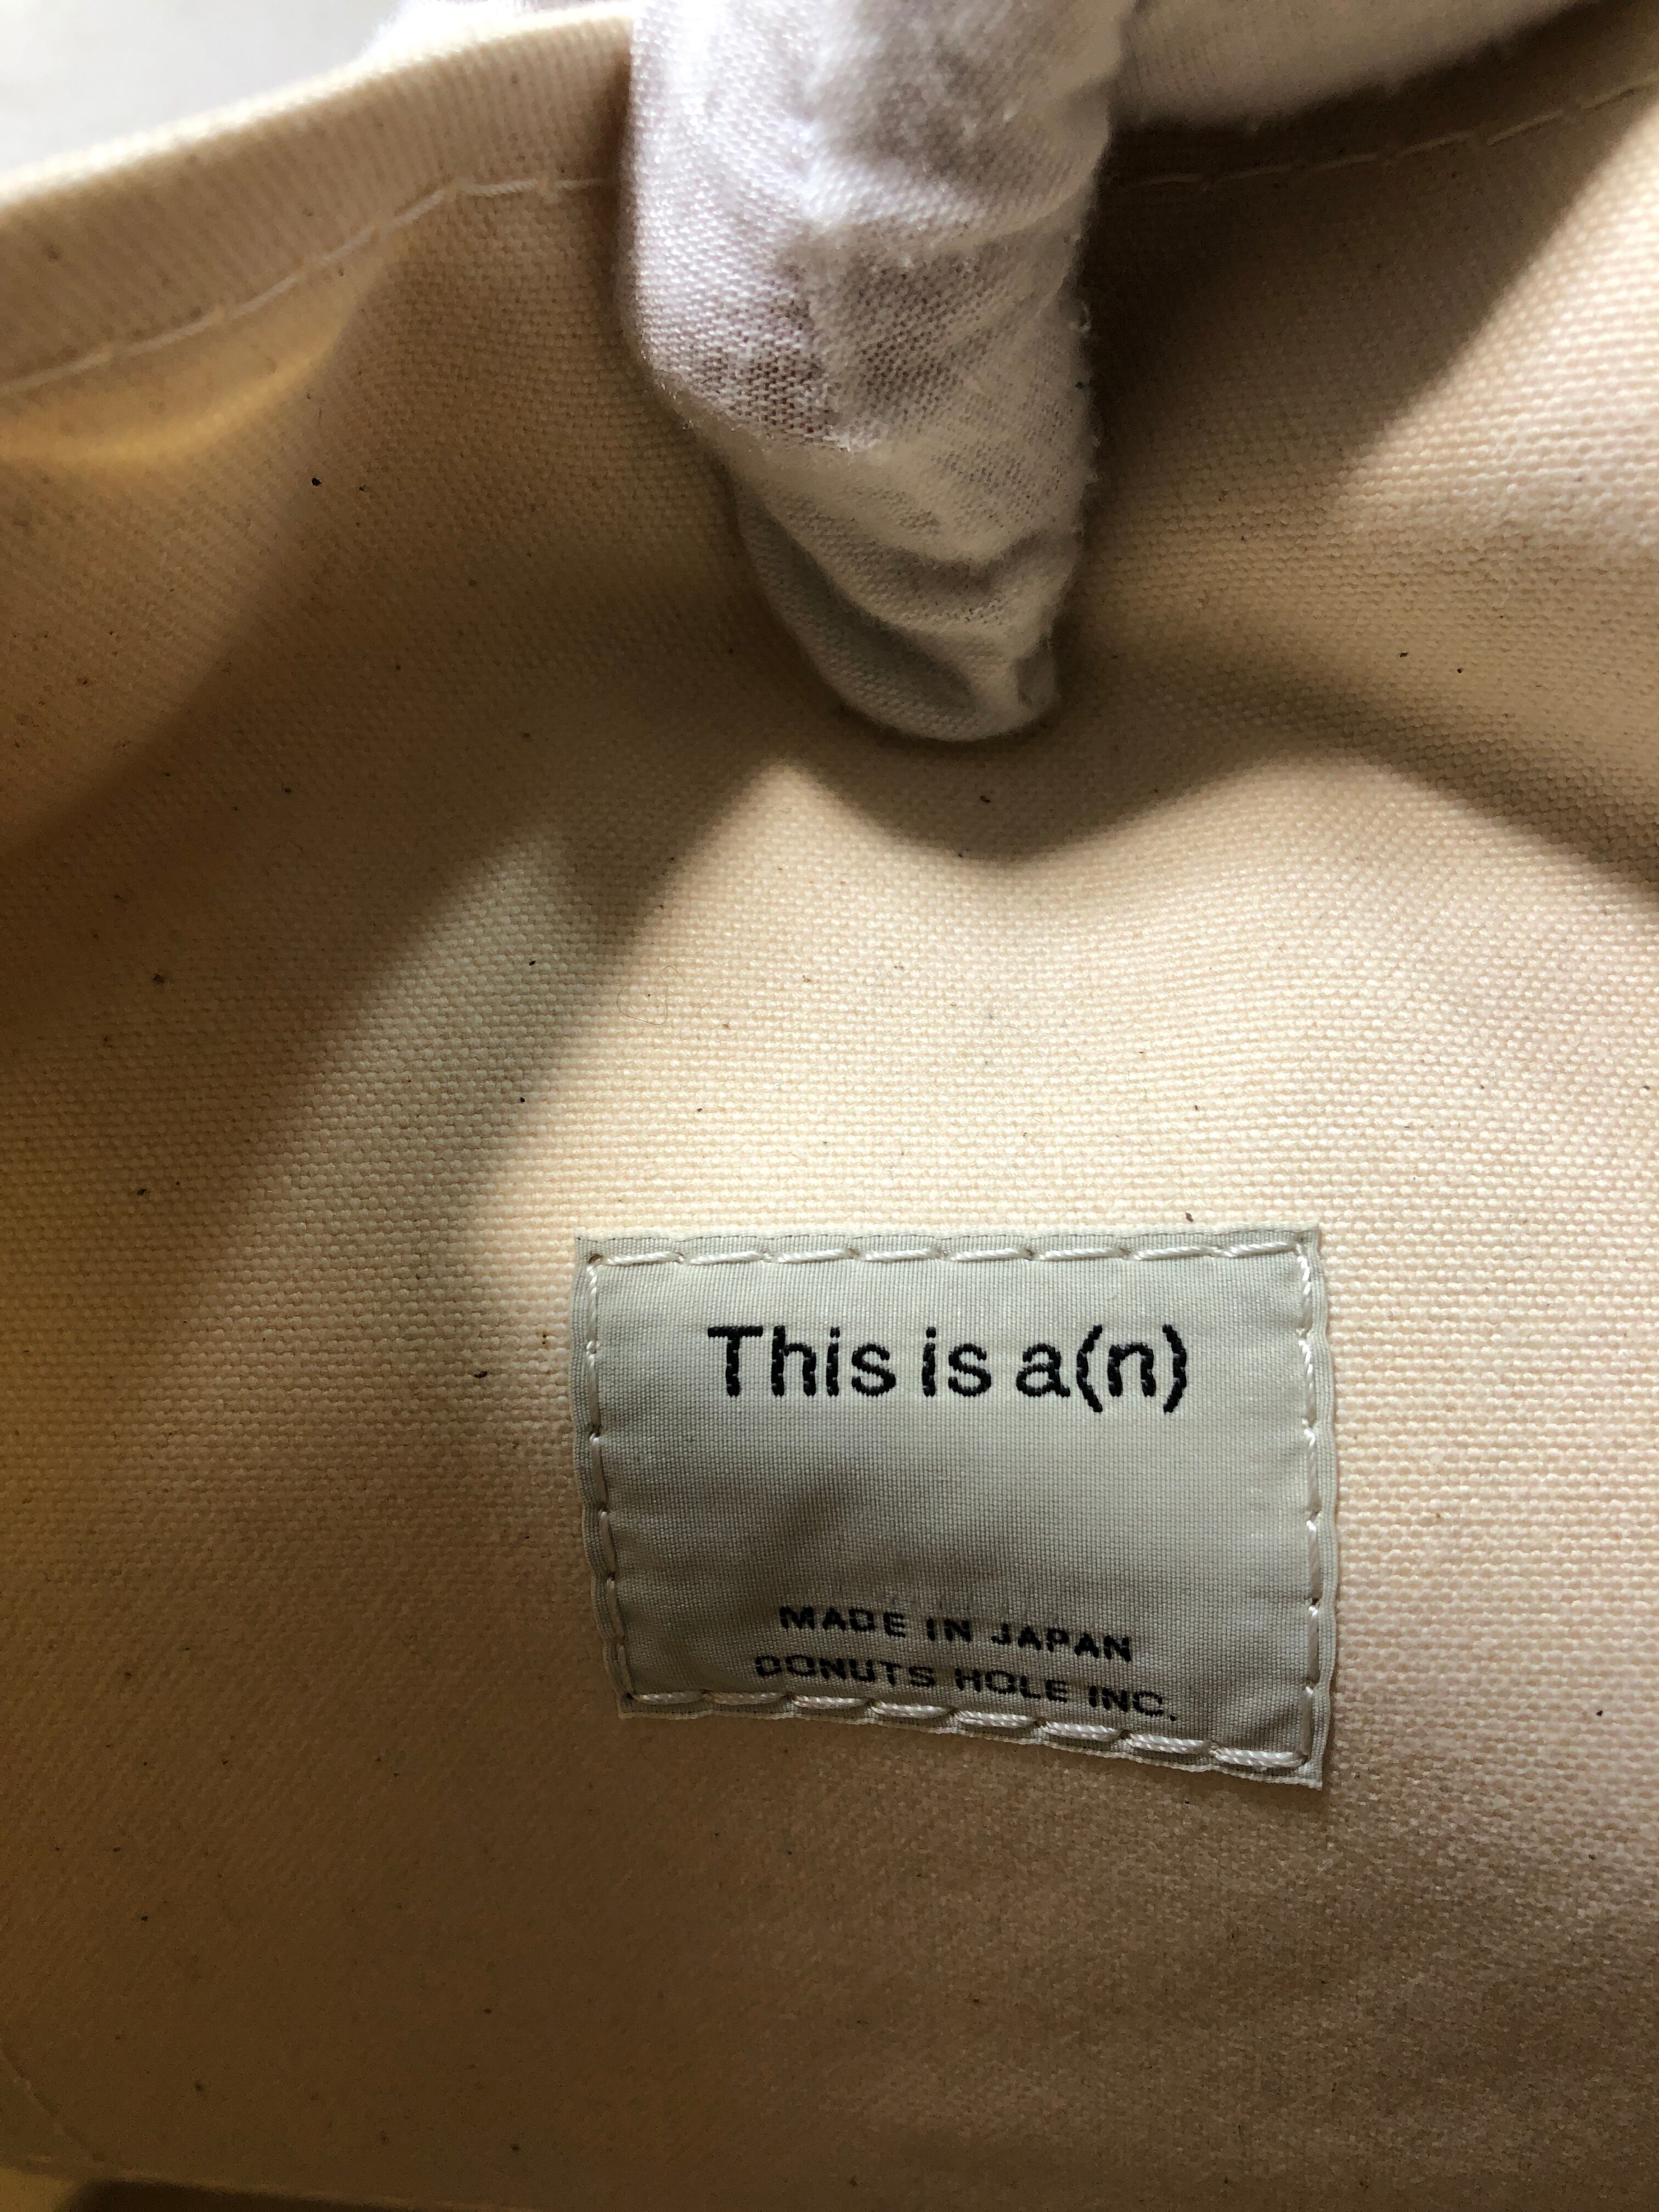 This is a(n)
MADE IN JAPAN
DONUTS HOLE INC.